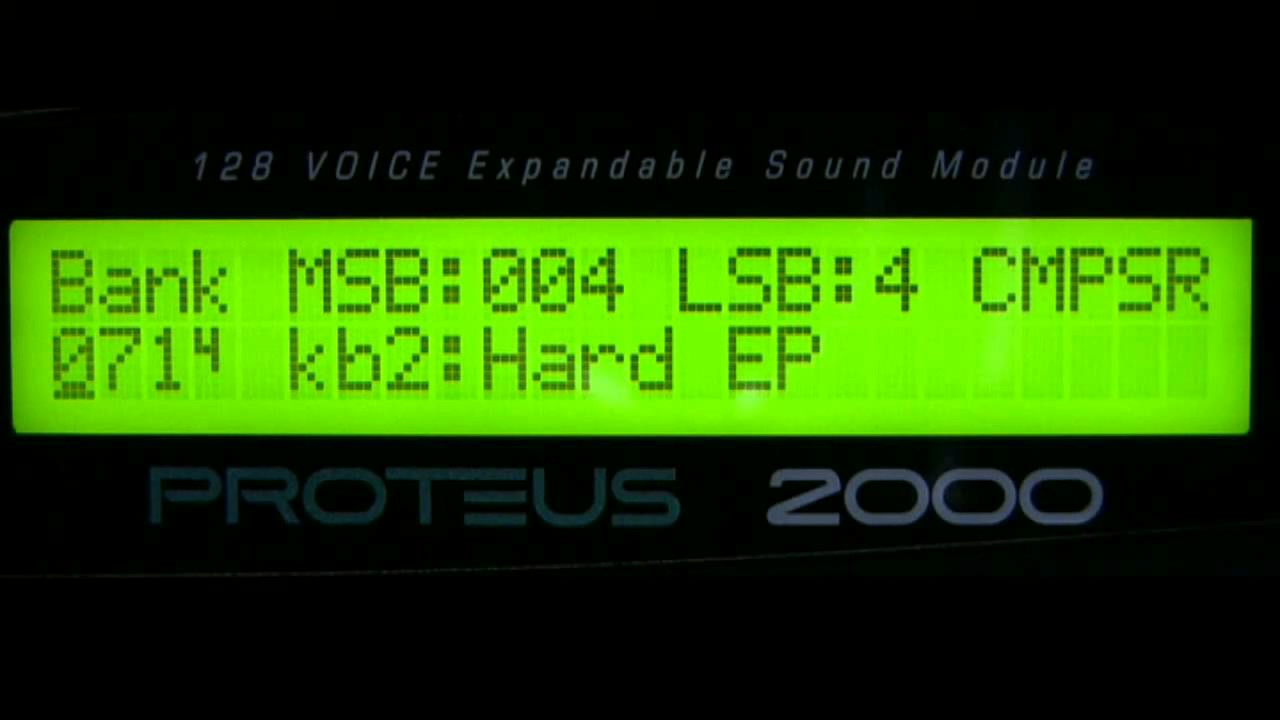 128 VOICE Expandable Sound Module
Bank MSB:004 LSB:4 CMPSR
071⁴ kb2:Hard EP
PROTEUS 2000